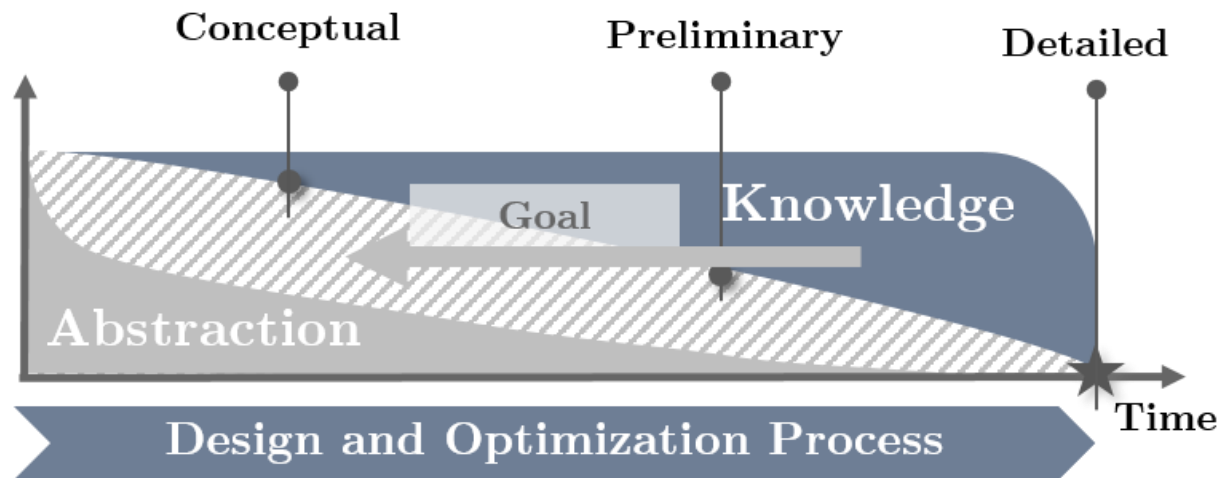 Conceptual
Preliminary
Detailed
Knowledge
Goal
Abstraction
Time
Design and Optimization Process